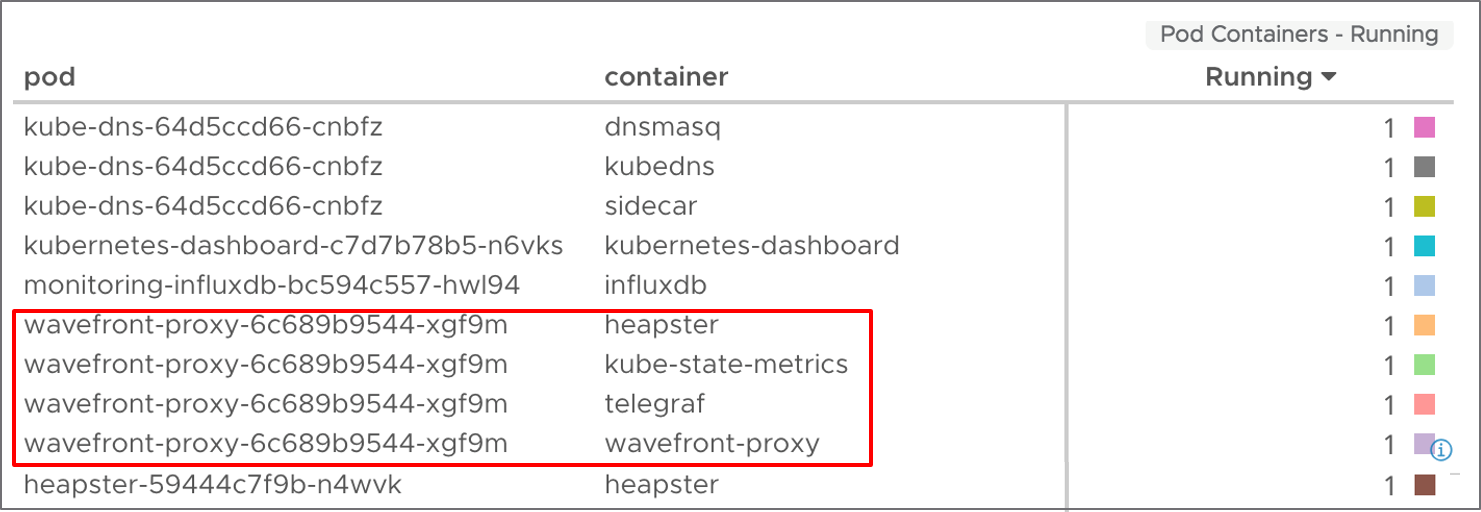 Pod Containers - Running
pod container Running
kube-dns-64d5ccd66-cnbfz dnsmasq 1
kube-dns-64d5ccd66-cnbfz kubedns 1
kube-dns-64d5ccd66-cnbfz sidecar 1
kubernetes-dashboard-c7d7b78b5-n6vks kubernetes-dashboard 1
monitoring-influxdb-bc594c557-hwl94 influxdb 1
wavefront-proxy-6c689b9544-xgf9m heapster 1
wavefront-proxy-6c689b9544-xgf9m kube-state-metrics 1
wavefront-proxy-6c689b9544-xgf9m telegraf 1
wavefront-proxy-6c689b9544-xgf9m wavefront-proxy 1
heapster-59444c7f9b-n4wvk heapster 1